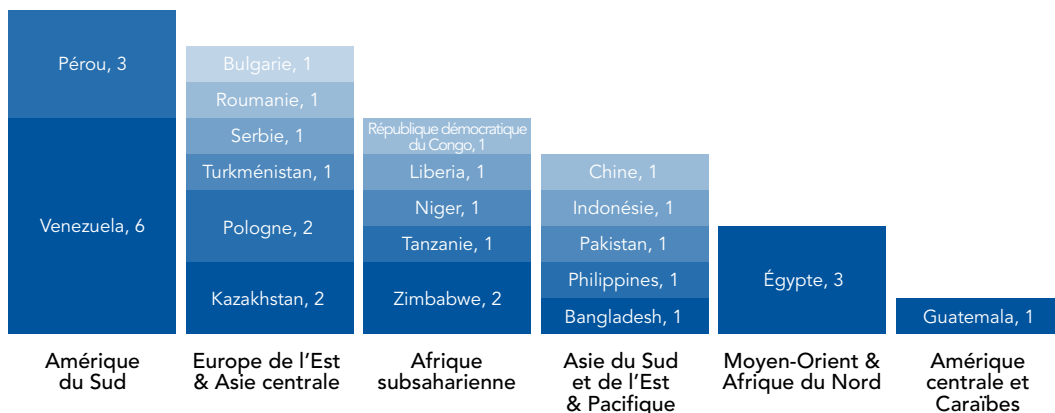 Pérou, 3
Venezuela, 6
Amérique
du Sud
Bulgarie, 1
Roumanie, 1
Serbie, 1
Turkménistan, 1
Pologne, 2
Kazakhstan, 2
Europe de l'Est
& Asie centrale
République démocratique
du Congo, 1
Liberia, 1
Niger, 1
Tanzanie, 1
Zimbabwe, 2
Afrique
subsaharienne
Chine, 1
Indonésie, 1
Pakistan, 1
Philippines, 1
Bangladesh, 1
Asie du Sud
et de l'Est
& Pacifique
Égypte, 3
Moyen-Orient &
Afrique du Nord
Guatemala, 1
Amérique
centrale et
Caraïbes